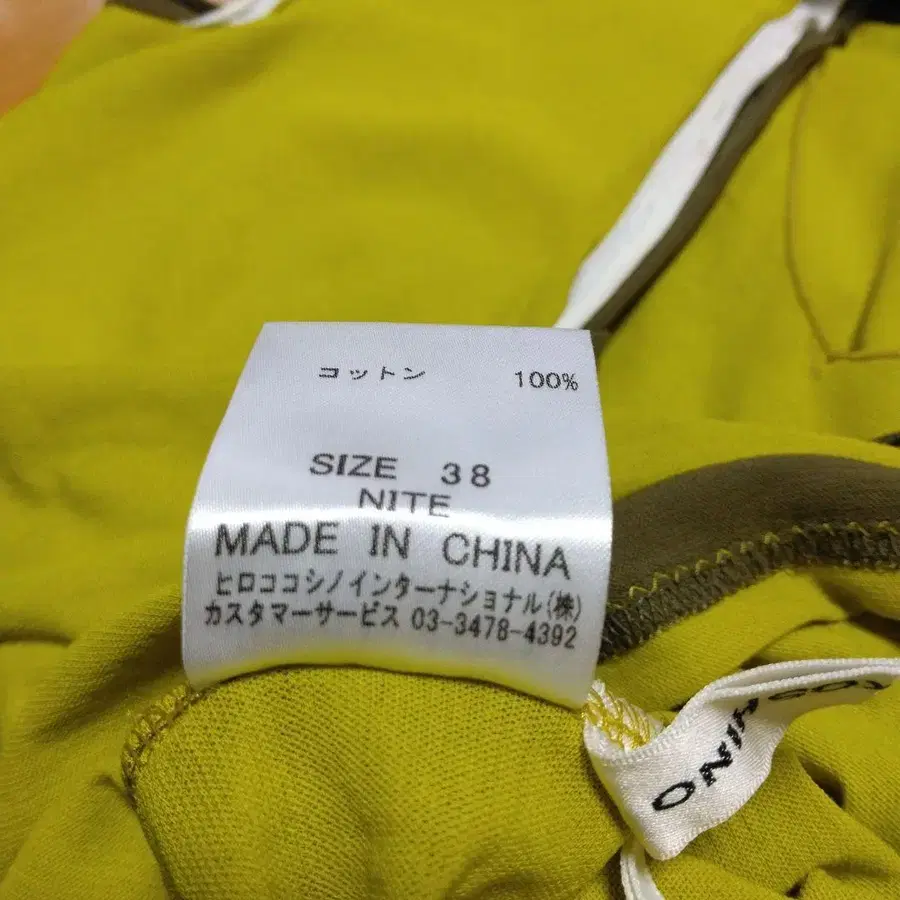 コットン 100%
SIZE 38
NITE
MADE IN CHINA
ヒロココシノインターナショナル(株)
カスタマーサービス 03-3478-4392